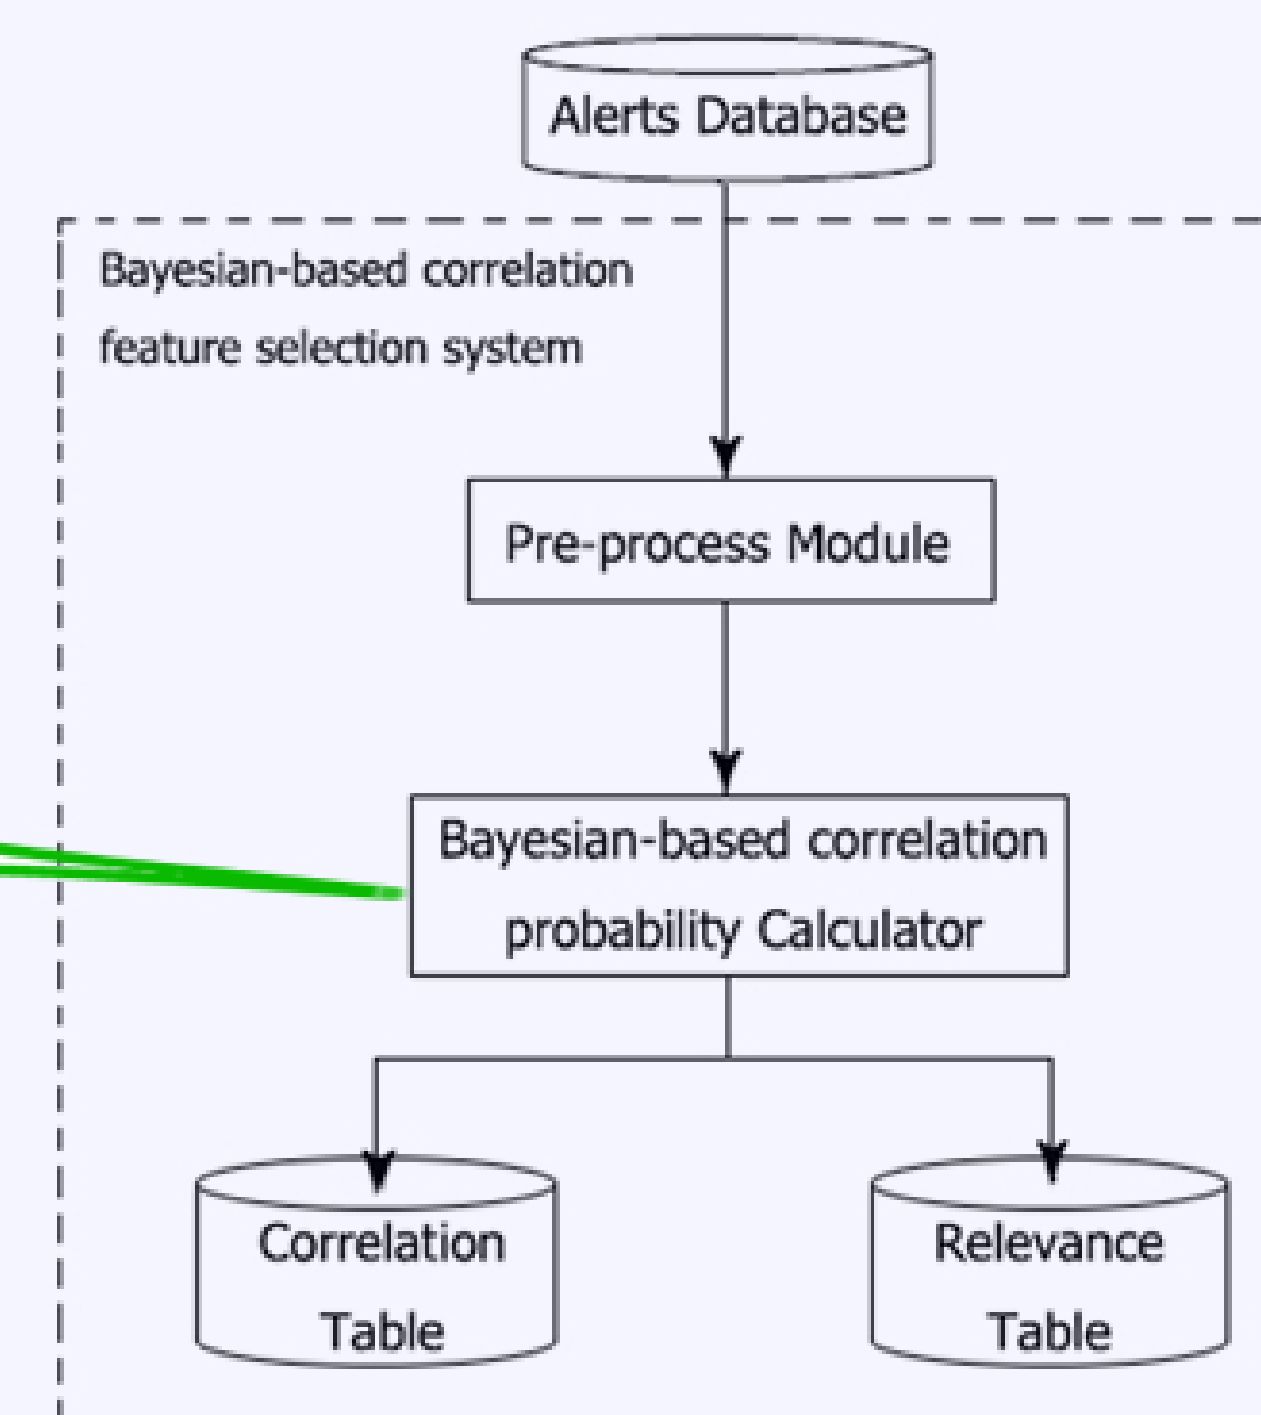 Alerts Database
Bayesian-based correlation
feature selection system
Pre-process Module
Bayesian-based correlation
probability Calculator
Correlation
Table
Relevance
Table